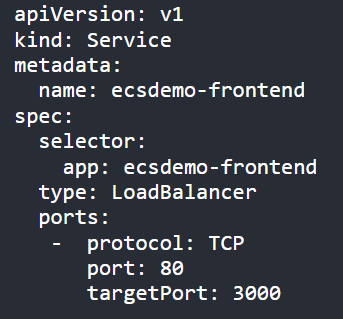 apiVersion: v1
kind: Service
metadata:
  name: ecsdemo-frontend
spec:
  selector:
    app: ecsdemo-frontend
  type: LoadBalancer
  ports:
   -  protocol: TCP
      port: 80
      targetPort: 3000